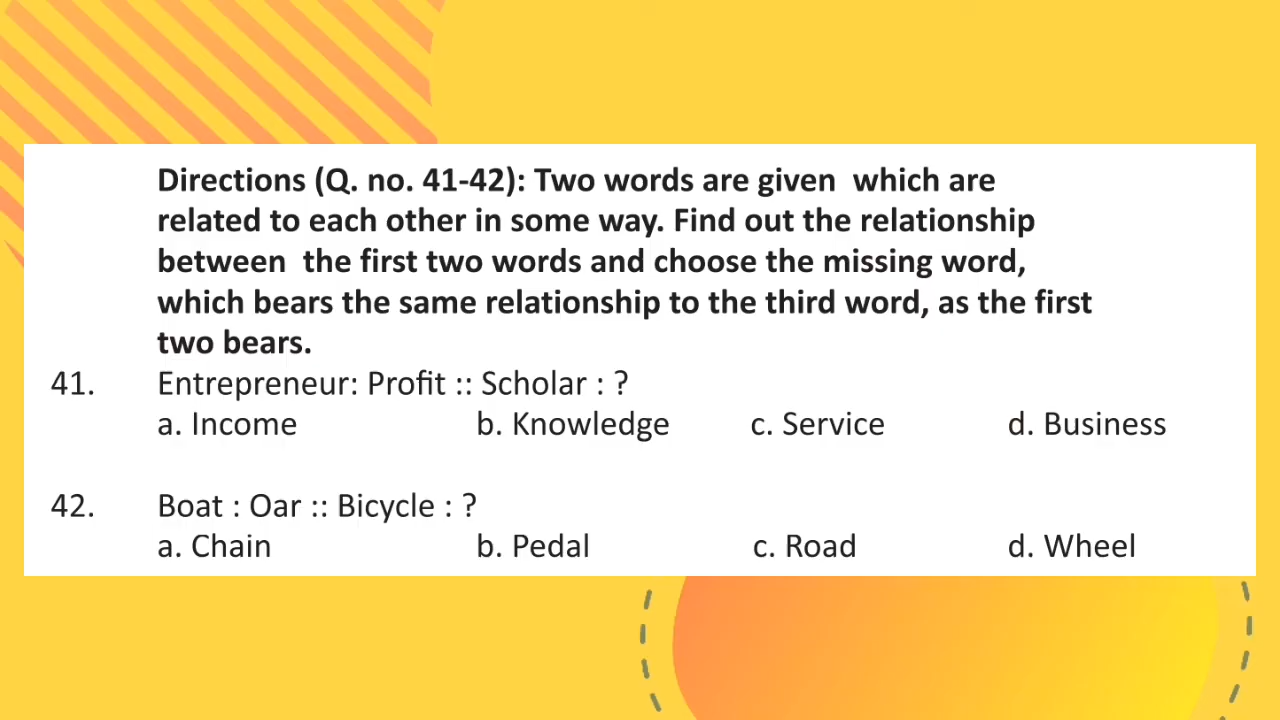 Directions (Q. no. 41-42): Two words are given which are
related to each other in some way. Find out the relationship
between the first two words and choose the missing word,
which bears the same relationship to the third word, as the first
two bears.
41. Entrepreneur: Profit :: Scholar : ?
a. Income b. Knowledge c. Service d. Business
42. Boat : Oar :: Bicycle : ?
a. Chain b. Pedal c. Road d. Wheel